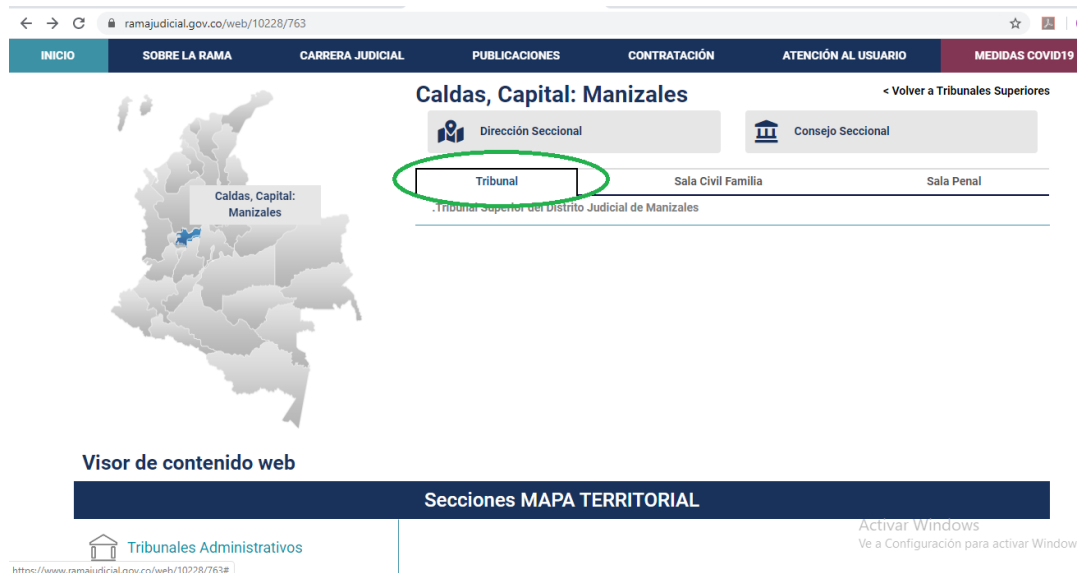 ramajudicial.gov.co/web/10228/763
INICIO SOBRE LA RAMA CARRERA JUDICIAL PUBLICACIONES CONTRATACIÓN ATENCIÓN AL USUARIO MEDIDAS COVID19
Caldas, Capital: Manizales
< Volver a Tribunales Superiores
Dirección Seccional
Consejo Seccional
Tribunal Sala Civil Familia Sala Penal
.Tribunal Superior del Distrito Judicial de Manizales
Caldas, Capital:
Manizales
Visor de contenido web
Secciones MAPA TERRITORIAL
Tribunales Administrativos
Activar Windows
Ve a Configuración para activar Window
https://www.ramajudicial.gov.co/web/10228/763#